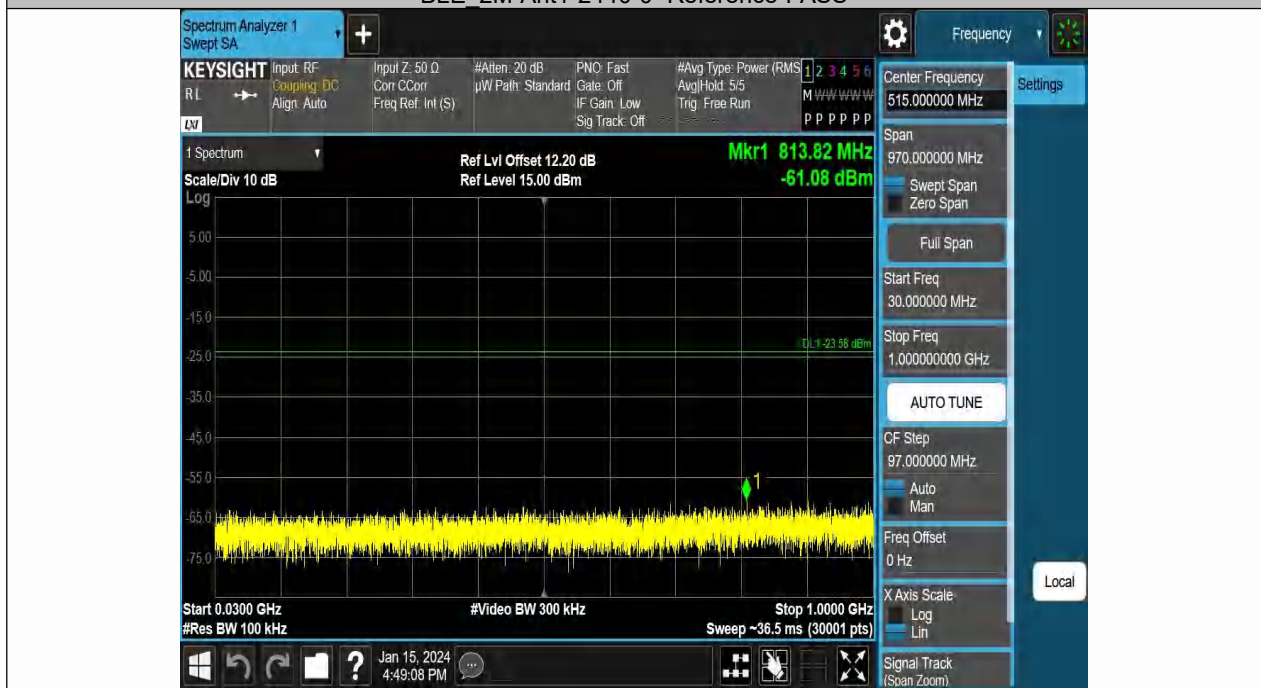 Spectrum Analyzer 1
Swept SA
+
Frequency
KEYSIGHT
RL
LXI
Input: RF
Coupling: DC
Align: Auto
Input Z: 50 Ω
Corr CCorr
Freq Ref: Int (S)
#Atten: 20 dB
µW Path: Standard
PNO: Fast
Gate: Off
IF Gain: Low
Sig Track: Off
#Avg Type: Power (RMS
Avg|Hold: 5/5
Trig: Free Run
1 2 3 4 5 6
M W W W W W
P P P P P P
Center Frequency
515.000000 MHz
Settings
1 Spectrum
Scale/Div 10 dB
Ref Lvl Offset 12.20 dB
Ref Level 15.00 dBm
Mkr1 813.82 MHz
-61.08 dBm
Log
5.00
-5.00
-15.0
-25.0
-35.0
-45.0
-55.0
-65.0
-75.0
DL1 -23.58 dBm
1
Span
970.000000 MHz
Swept Span
Zero Span
Full Span
Start Freq
30.000000 MHz
Stop Freq
1.000000000 GHz
AUTO TUNE
CF Step
97.000000 MHz
Auto
Man
Freq Offset
0 Hz
X Axis Scale
Log
Lin
Signal Track
(Span Zoom)
Local
Start 0.0300 GHz
#Res BW 100 kHz
#Video BW 300 kHz
Stop 1.0000 GHz
Sweep ~36.5 ms (30001 pts)
?
Jan 15, 2024
4:49:08 PM